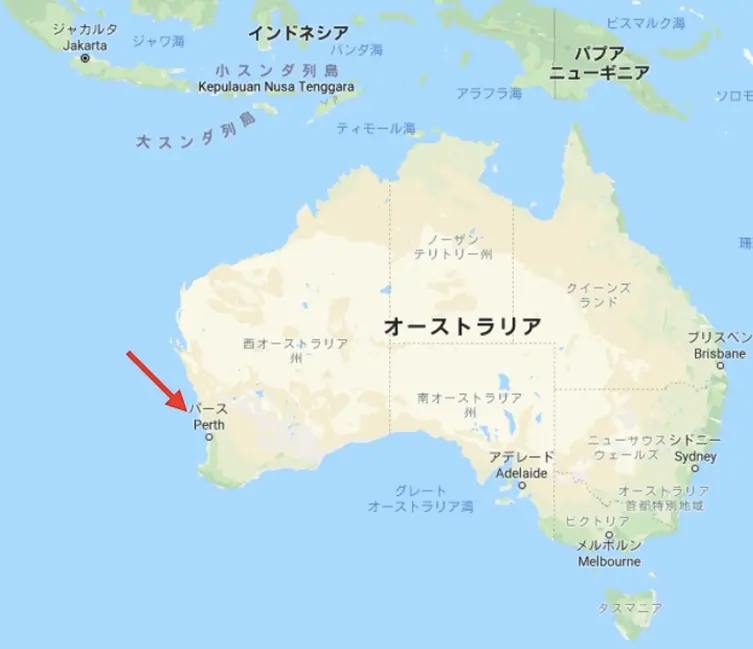 ジャカルタ
Jakarta
ジャワ海
インドネシア
バンダ海
小スンダ列島
Kepulauan Nusa Tenggara
大スンダ列島
ティモール海
アラフラ海
ビスマルク海
パプア
ニューギニア
ソロモ
珊
ノーザン
テリトリー州
クイーンズ
ランド
オーストラリア
西オーストラリア
州
南オーストラリア
州
ブリスベン
Brisbane
パース
Perth
アデレード
Adelaide
ニューサウス
ウェールズ
シドニー
Sydney
グレート
オーストラリア湾
オーストラリア
首都特別地域
ビクトリア
メルボルン
Melbourne
タスマニア